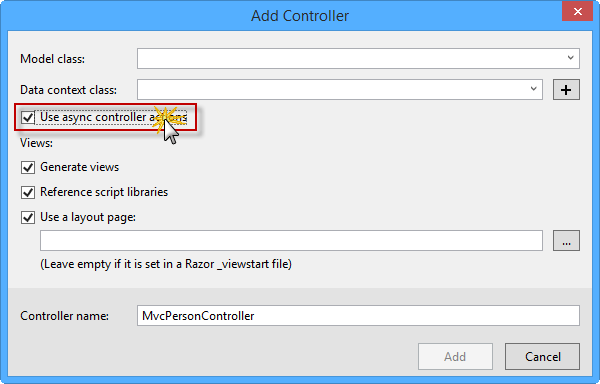 Add Controller
Model class:
Data context class:
Use async controller actions
Views:
Generate views
Reference script libraries
Use a layout page:
...
(Leave empty if it is set in a Razor _viewstart file)
Controller name: MvcPersonController
Add Cancel